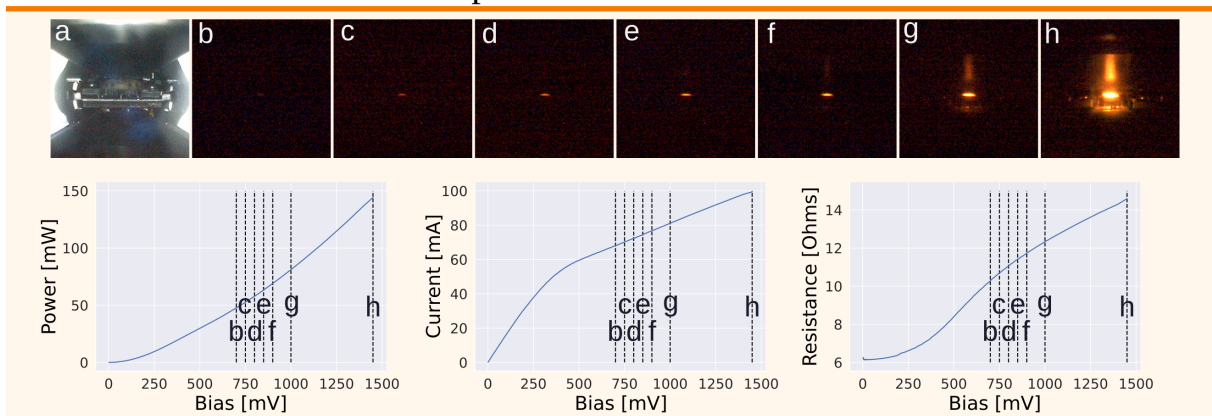 a b c d e f g h
150
100
50
0
Power [mW]
c e g h
b d f
0 250 500 750 1000 1250 1500
Bias [mV]
100
80
60
40
20
0
Current [mA]
c e g h
b d f
0 250 500 750 1000 1250 1500
Bias [mV]
14
12
10
8
6
Resistance [Ohms]
c e g h
b d f
0 250 500 750 1000 1250 1500
Bias [mV]